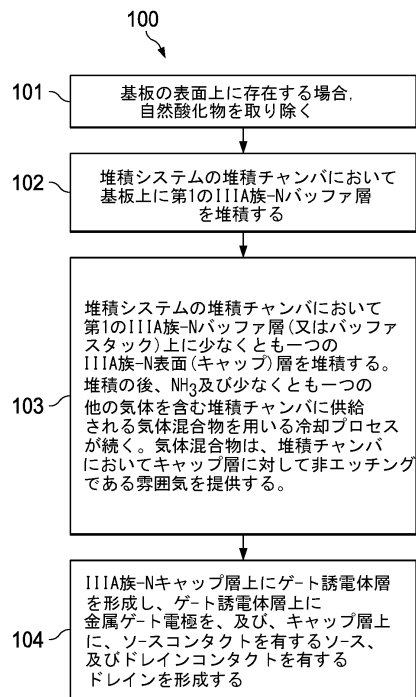 100
101
基板の表面上に存在する場合,
自然酸化物を取り除く
102
堆積システムの堆積チャンバにおいて
基板上に第1のIIIA族-Nバッファ層
を堆積する
103
堆積システムの堆積チャンバにおいて
第1のIIIA族-Nバッファ層(又はバッファ
スタック)上に少なくとも一つの
IIIA族-N表面(キャップ)層を堆積する。
堆積の後、NH3及び少なくとも一つの
他の気体を含む堆積チャンバに供給
される気体混合物を用いる冷却プロセス
が続く。気体混合物は、堆積チャンバ
においてキャップ層に対して非エッチング
である雰囲気を提供する。
104
IIIA族-Nキャップ層上にゲート誘電体層
を形成し、ゲート誘電体層上に
金属ゲート電極を、及び、キャップ層上
に、ソースコンタクトを有するソース、
及びドレインコンタクトを有する
ドレインを形成する